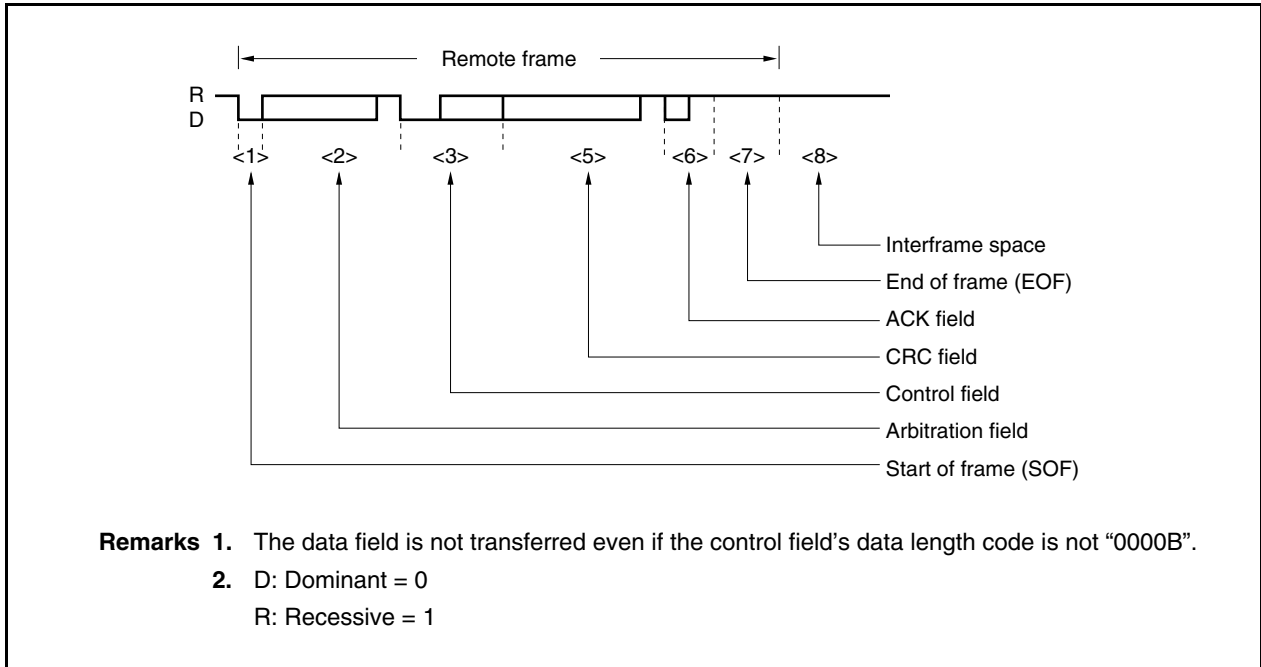 Remote frame
R
D
<1> <2> <3> <5> <6> <7> <8>
Interframe space
End of frame (EOF)
ACK field
CRC field
Control field
Arbitration field
Start of frame (SOF)
Remarks 1. The data field is not transferred even if the control field’s data length code is not “0000B”.
2. D: Dominant = 0
R: Recessive = 1